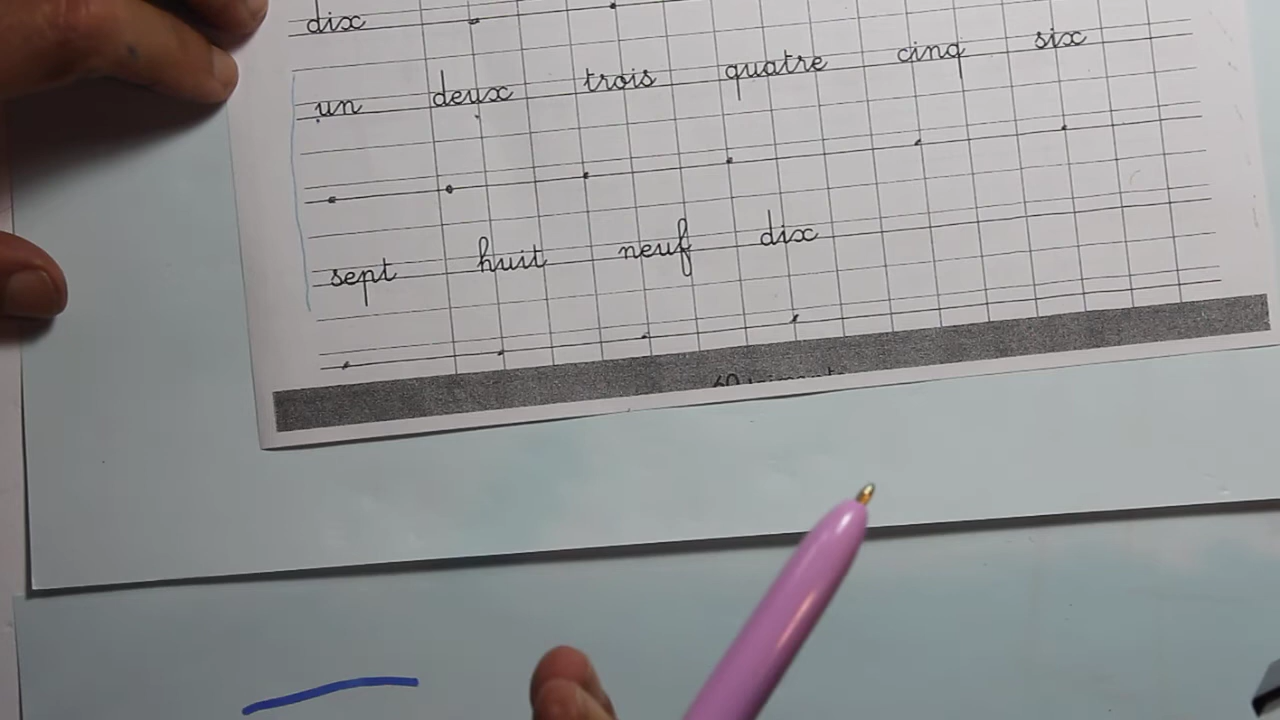 dix
un deux trois quatre cinq six
sept huit neuf dix